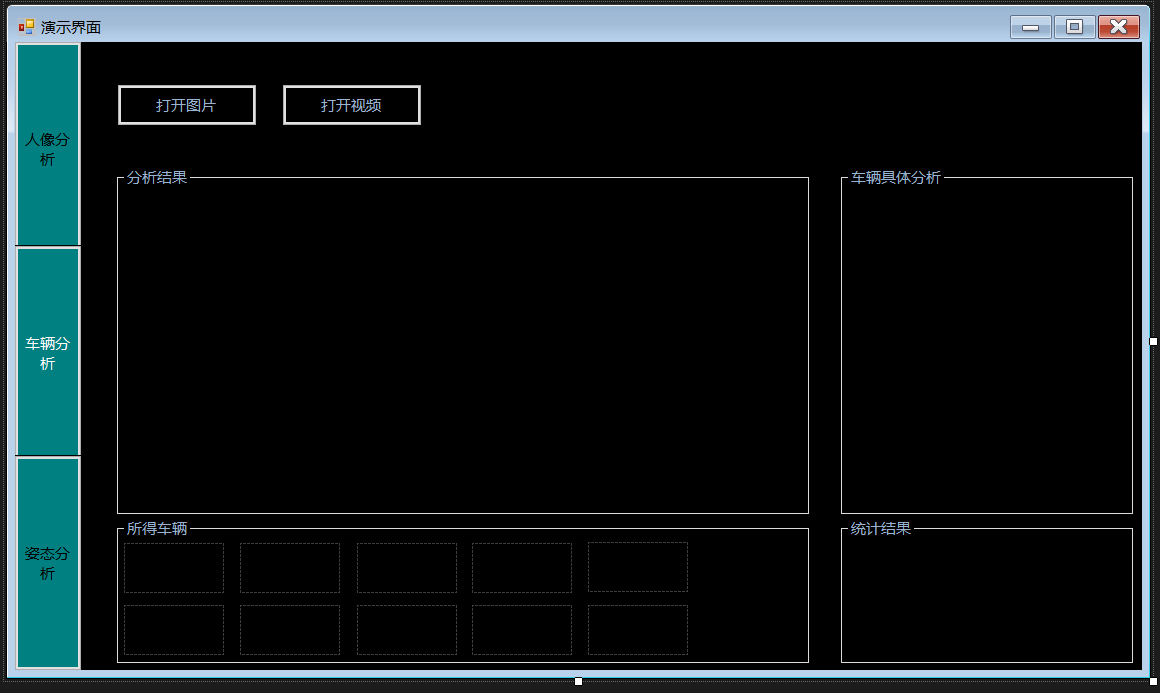 演示界面
打开图片
打开视频
人像分
析
分析结果
车辆具体分析
车辆分
析
所得车辆
统计结果
姿态分
析